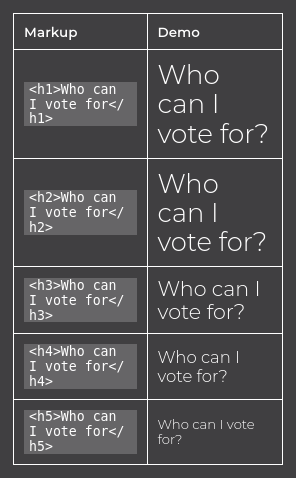 Markup Demo
<h1>Who can
I vote for</
h1>
Who
can I
vote for?
<h2>Who can
I vote for</
h2>
Who
can I
vote for?
<h3>Who can
I vote for</
h3>
Who can I
vote for?
<h4>Who can
I vote for</
h4>
Who can I
vote for?
<h5>Who can
I vote for</
h5>
Who can I vote
for?